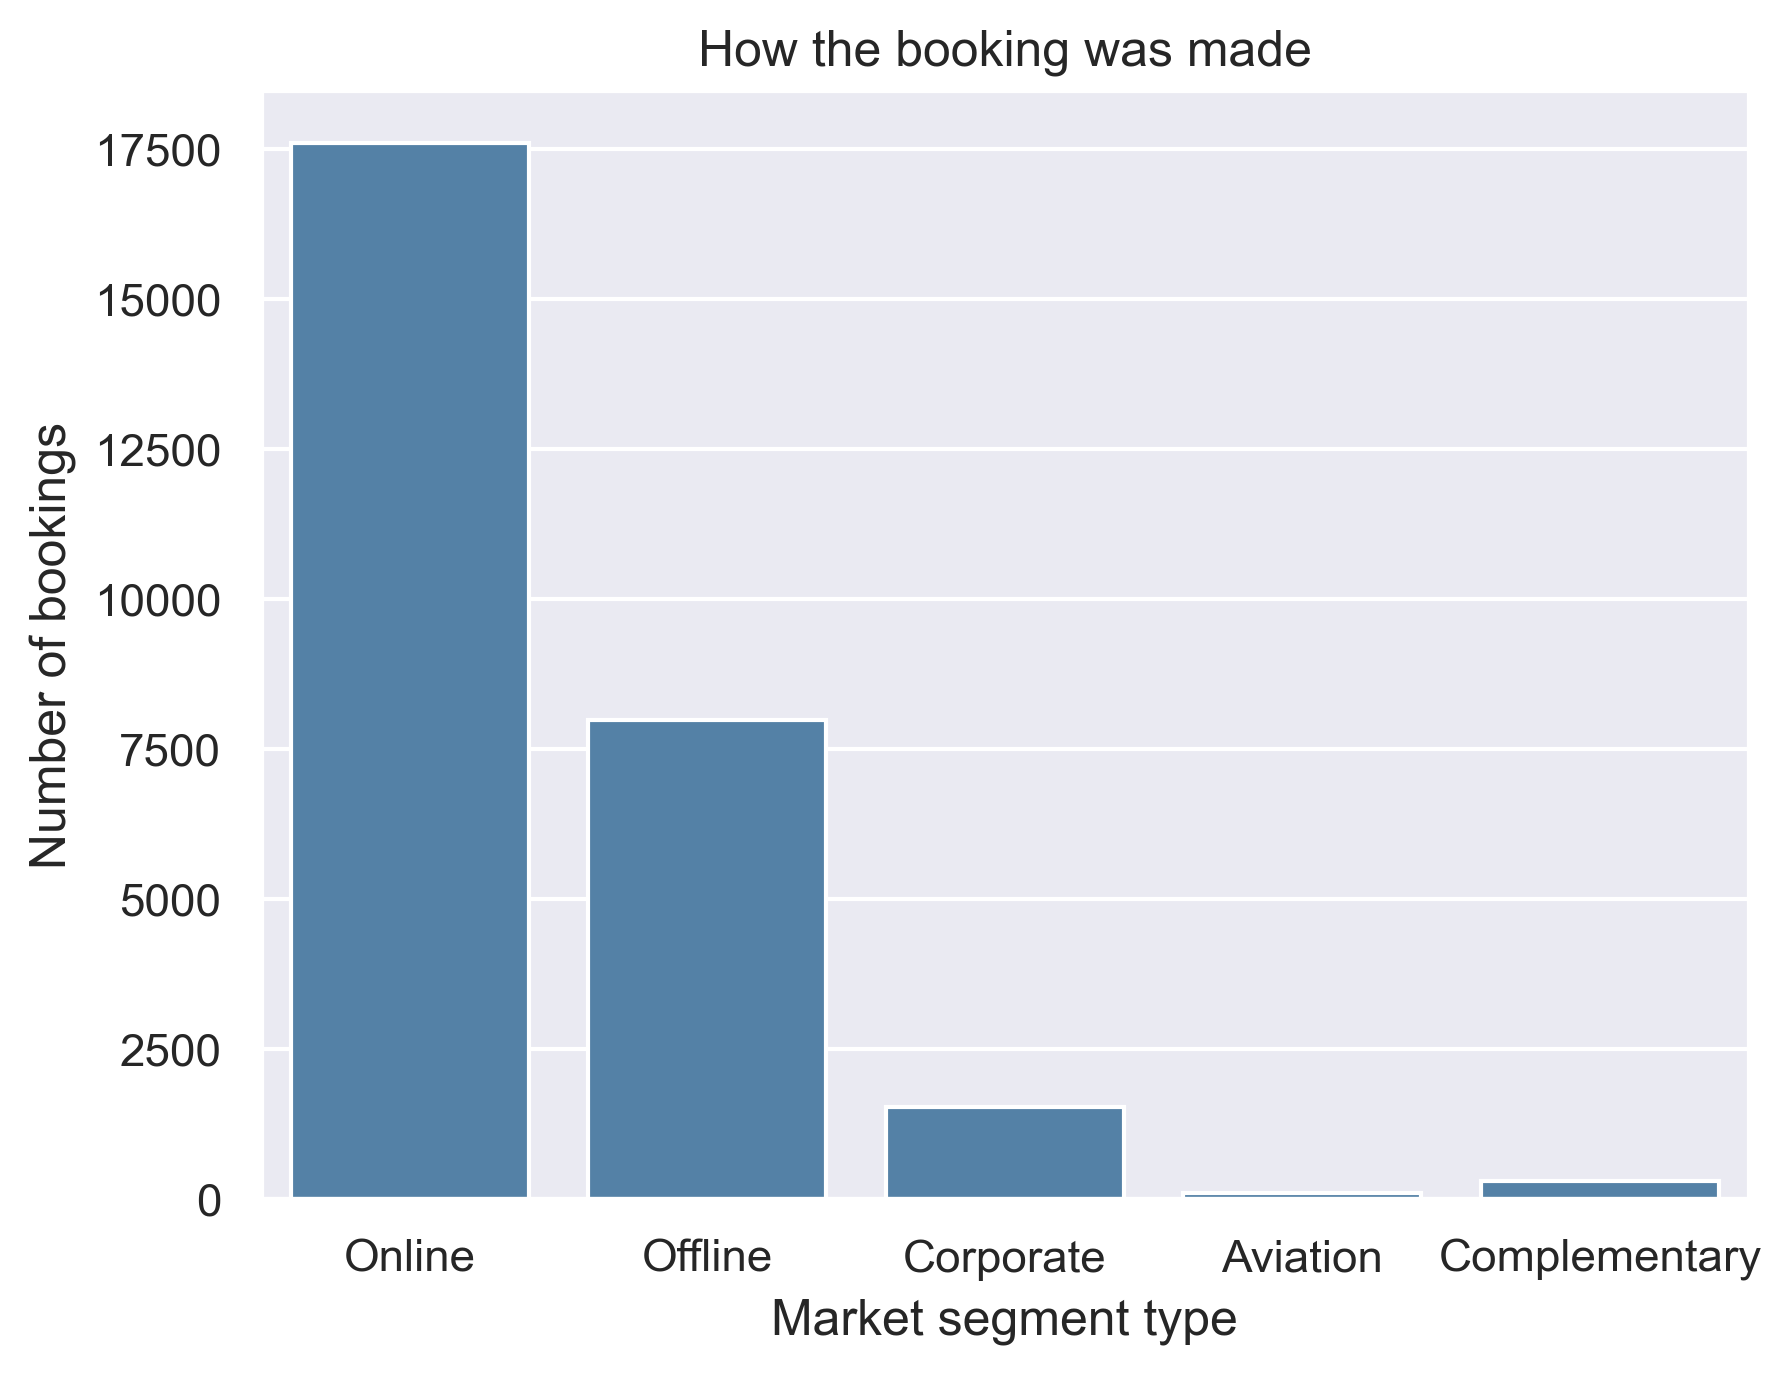 How the booking was made
17500
15000
12500
10000
7500
5000
2500
0
Number of bookings
Online Offline Corporate Aviation Complementary
Market segment type